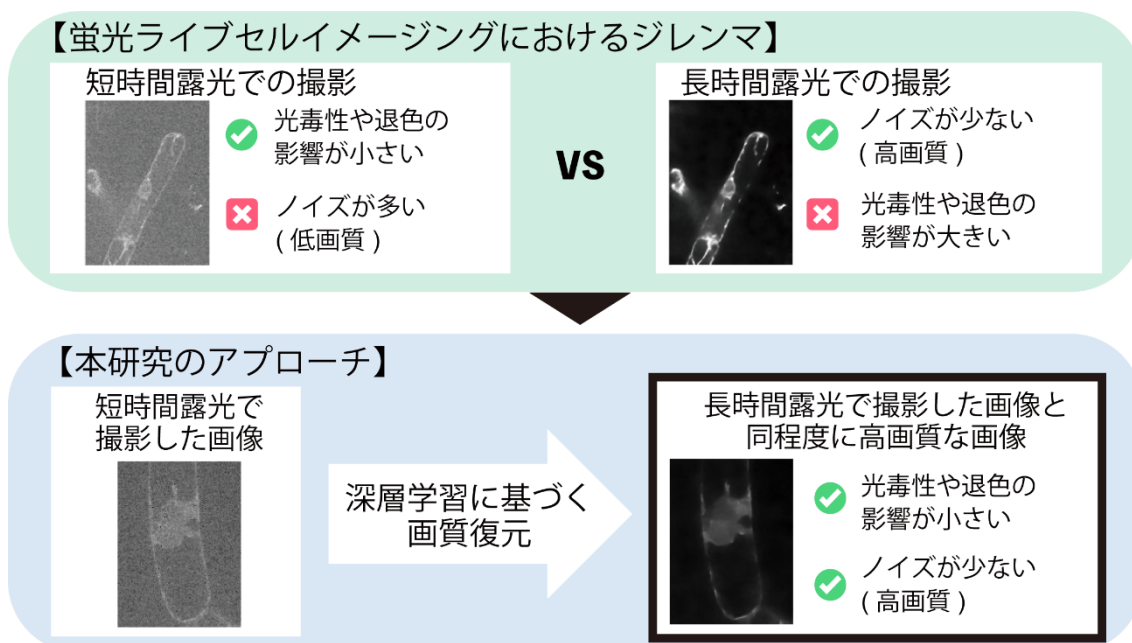 【蛍光ライブセルイメージングにおけるジレンマ】
短時間露光での撮影
光毒性や退色の
影響が小さい
ノイズが多い
( 低画質 )
VS
長時間露光での撮影
ノイズが少ない
( 高画質 )
光毒性や退色の
影響が大きい
【本研究のアプローチ】
短時間露光で
撮影した画像
深層学習に基づく
画質復元
長時間露光で撮影した画像と
同程度に高画質な画像
光毒性や退色の
影響が小さい
ノイズが少ない
( 高画質 )